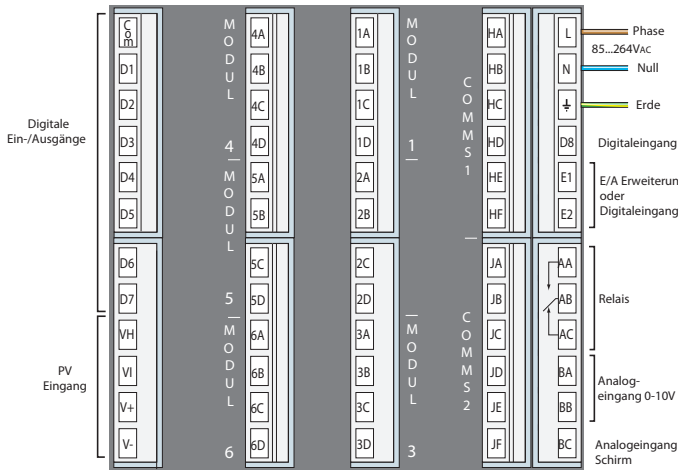 Digitale
Ein-/Ausgänge
PV
Eingang
Com
D1
D2
D3
D4
D5
D6
D7
VH
VI
V+
V-
MODUL 4
MODUL 5
MODUL 6
4A
4B
4C
4D
5A
5B
5C
5D
6A
6B
6C
6D
1A
1B
1C
1D
2A
2B
2C
2D
3A
3B
3C
3D
MODUL 1
MODUL 3
COMMS 1
COMMS 2
HA
HB
HC
HD
HE
HF
JA
JB
JC
JD
JE
JF
L
N
D8
E1
E2
AA
AB
AC
BA
BB
BC
Phase
85...264VAC
Null
Erde
Digitaleingang
E/A Erweiterun
oder
Digitaleingang
Relais
Analog-
eingang 0-10V
Analogeingang
Schirm